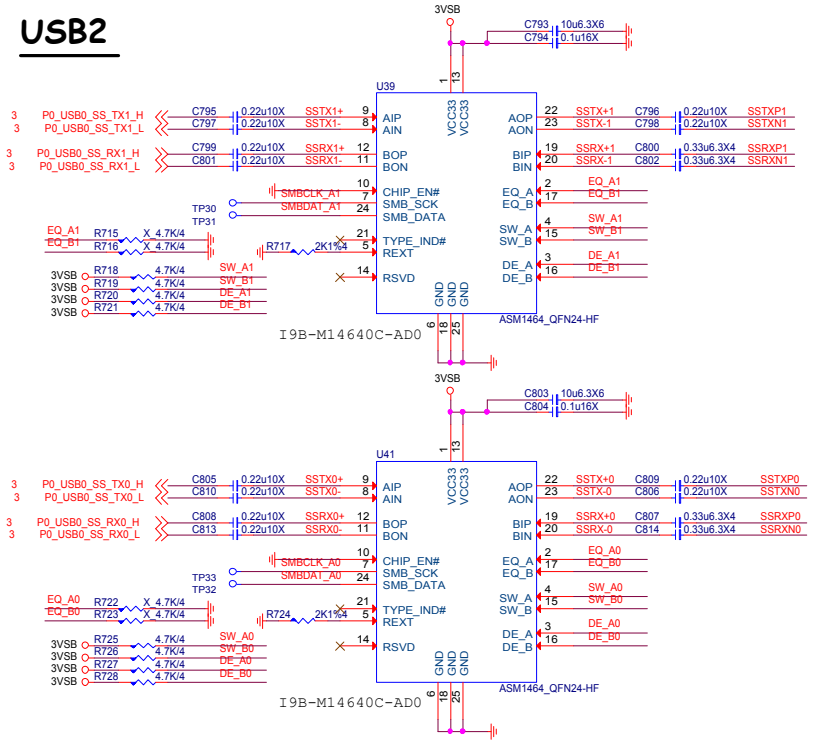 USB2
3VSB
C793 10u6.3X6
C794 0.1u16X
U39
1 13
VCC33 VCC33
3 P0_USB0_SS_TX1_H C795 0.22u10X SSTX1+ 9 AIP AOP 22 SSTX+1 C796 0.22u10X SSTXP1
3 P0_USB0_SS_TX1_L C797 0.22u10X SSTX1- 8 AIN AON 23 SSTX-1 C798 0.22u10X SSTXN1
3 P0_USB0_SS_RX1_H C799 0.22u10X SSRX1+ 12 BOP BIP 19 SSRX+1 C800 0.33u6.3X4 SSRXP1
3 P0_USB0_SS_RX1_L C801 0.22u10X SSRX1- 11 BON BIN 20 SSRX-1 C802 0.33u6.3X4 SSRXN1
10 CHIP_EN# EQ_A 2 EQ_A1
TP30 SMBCLK_A1 7 SMB_SCK EQ_B 17 EQ_B1
TP31 SMBDAT_A1 24 SMB_DATA
SW_A 4 SW_A1
SW_B 15 SW_B1
EQ_A1 R715 X_4.7K/4 21 TYPE_IND#
EQ_B1 R716 X_4.7K/4 R717 2K1%4 5 REXT
DE_A 3 DE_A1
DE_B 16 DE_B1
3VSB R718 4.7K/4 SW_A1 14 RSVD
3VSB R719 4.7K/4 SW_B1
3VSB R720 4.7K/4 DE_A1
3VSB R721 4.7K/4 DE_B1
GND GND GND
6 18 25
ASM1464_QFN24-HF
I9B-M14640C-AD0
3VSB
C803 10u6.3X6
C804 0.1u16X
U41
1 13
VCC33 VCC33
3 P0_USB0_SS_TX0_H C805 0.22u10X SSTX0+ 9 AIP AOP 22 SSTX+0 C809 0.22u10X SSTXP0
3 P0_USB0_SS_TX0_L C810 0.22u10X SSTX0- 8 AIN AON 23 SSTX-0 C806 0.22u10X SSTXN0
3 P0_USB0_SS_RX0_H C808 0.22u10X SSRX0+ 12 BOP BIP 19 SSRX+0 C807 0.33u6.3X4 SSRXP0
3 P0_USB0_SS_RX0_L C813 0.22u10X SSRX0- 11 BON BIN 20 SSRX-0 C814 0.33u6.3X4 SSRXN0
10 CHIP_EN# EQ_A 2 EQ_A0
TP33 SMBCLK_A0 7 SMB_SCK EQ_B 17 EQ_B0
TP32 SMBDAT_A0 24 SMB_DATA
SW_A 4 SW_A0
SW_B 15 SW_B0
EQ_A0 R722 X_4.7K/4 21 TYPE_IND#
EQ_B0 R723 X_4.7K/4 R724 2K1%4 5 REXT
DE_A 3 DE_A0
DE_B 16 DE_B0
3VSB R725 4.7K/4 SW_A0 14 RSVD
3VSB R726 4.7K/4 SW_B0
3VSB R727 4.7K/4 DE_A0
3VSB R728 4.7K/4 DE_B0
GND GND GND
6 18 25
ASM1464_QFN24-HF
I9B-M14640C-AD0